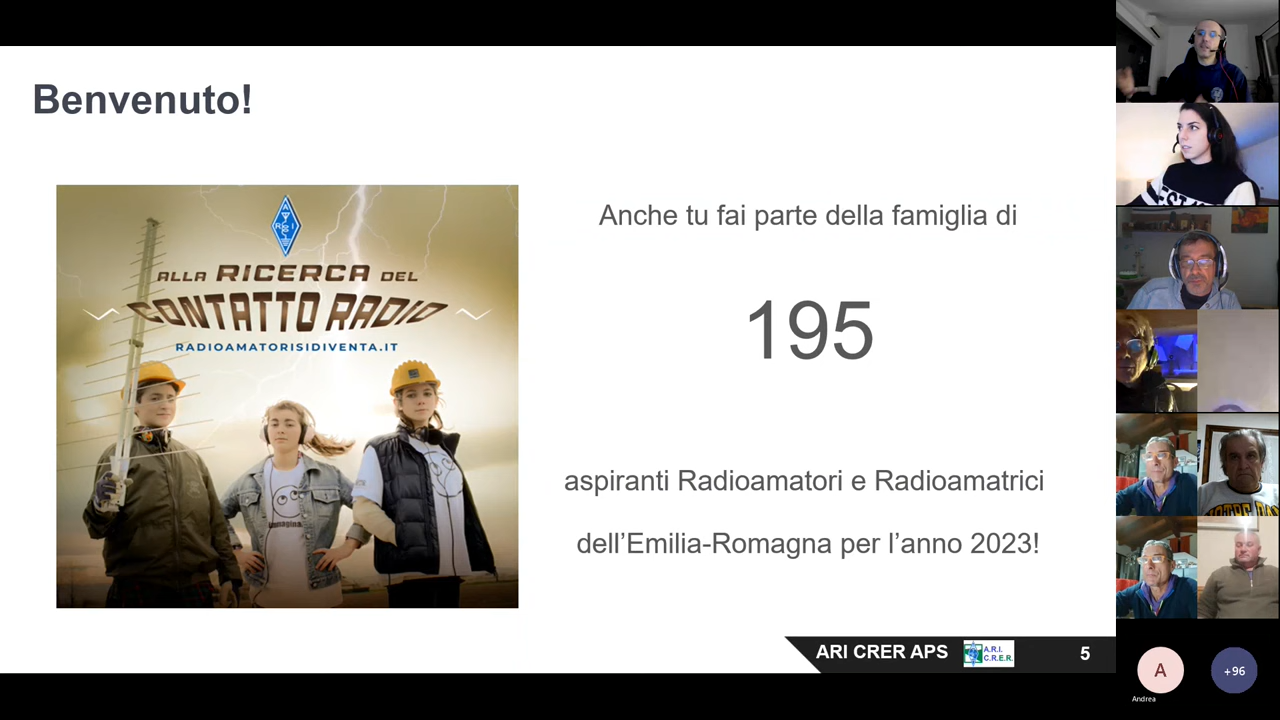 Benvenuto!
A
R I
ALLA RICERCA DEL
CONTATTO RADIO
RADIOAMATORISIDIVENTA.IT
Immagina
Anche tu fai parte della famiglia di
195
aspiranti Radioamatori e Radioamatrici
dell’Emilia-Romagna per l’anno 2023!
ARI CRER APS
A.R.I.
C.R.E.R.
5
A
Andrea
+96